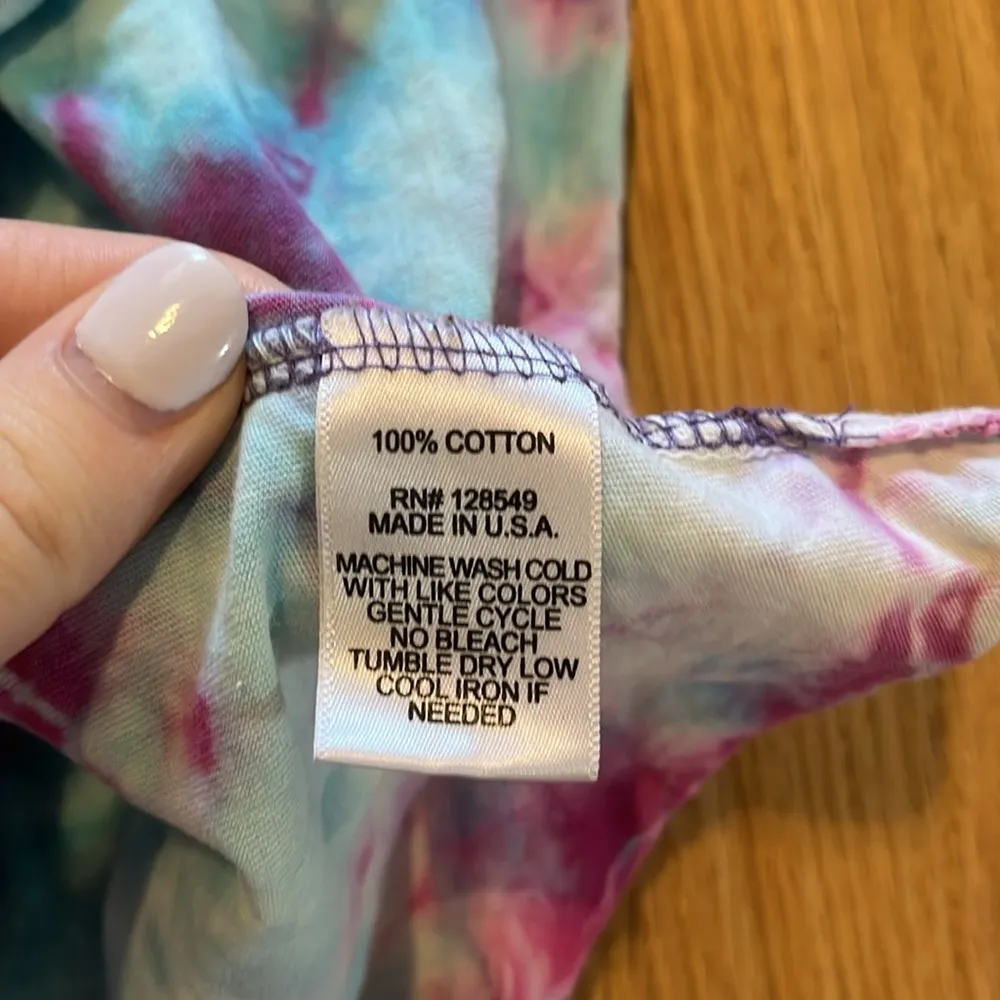 100% COTTON
RN# 128549
MADE IN U.S.A.
MACHINE WASH COLD
WITH LIKE COLORS
GENTLE CYCLE
NO BLEACH
TUMBLE DRY LOW
COOL IRON IF
NEEDED